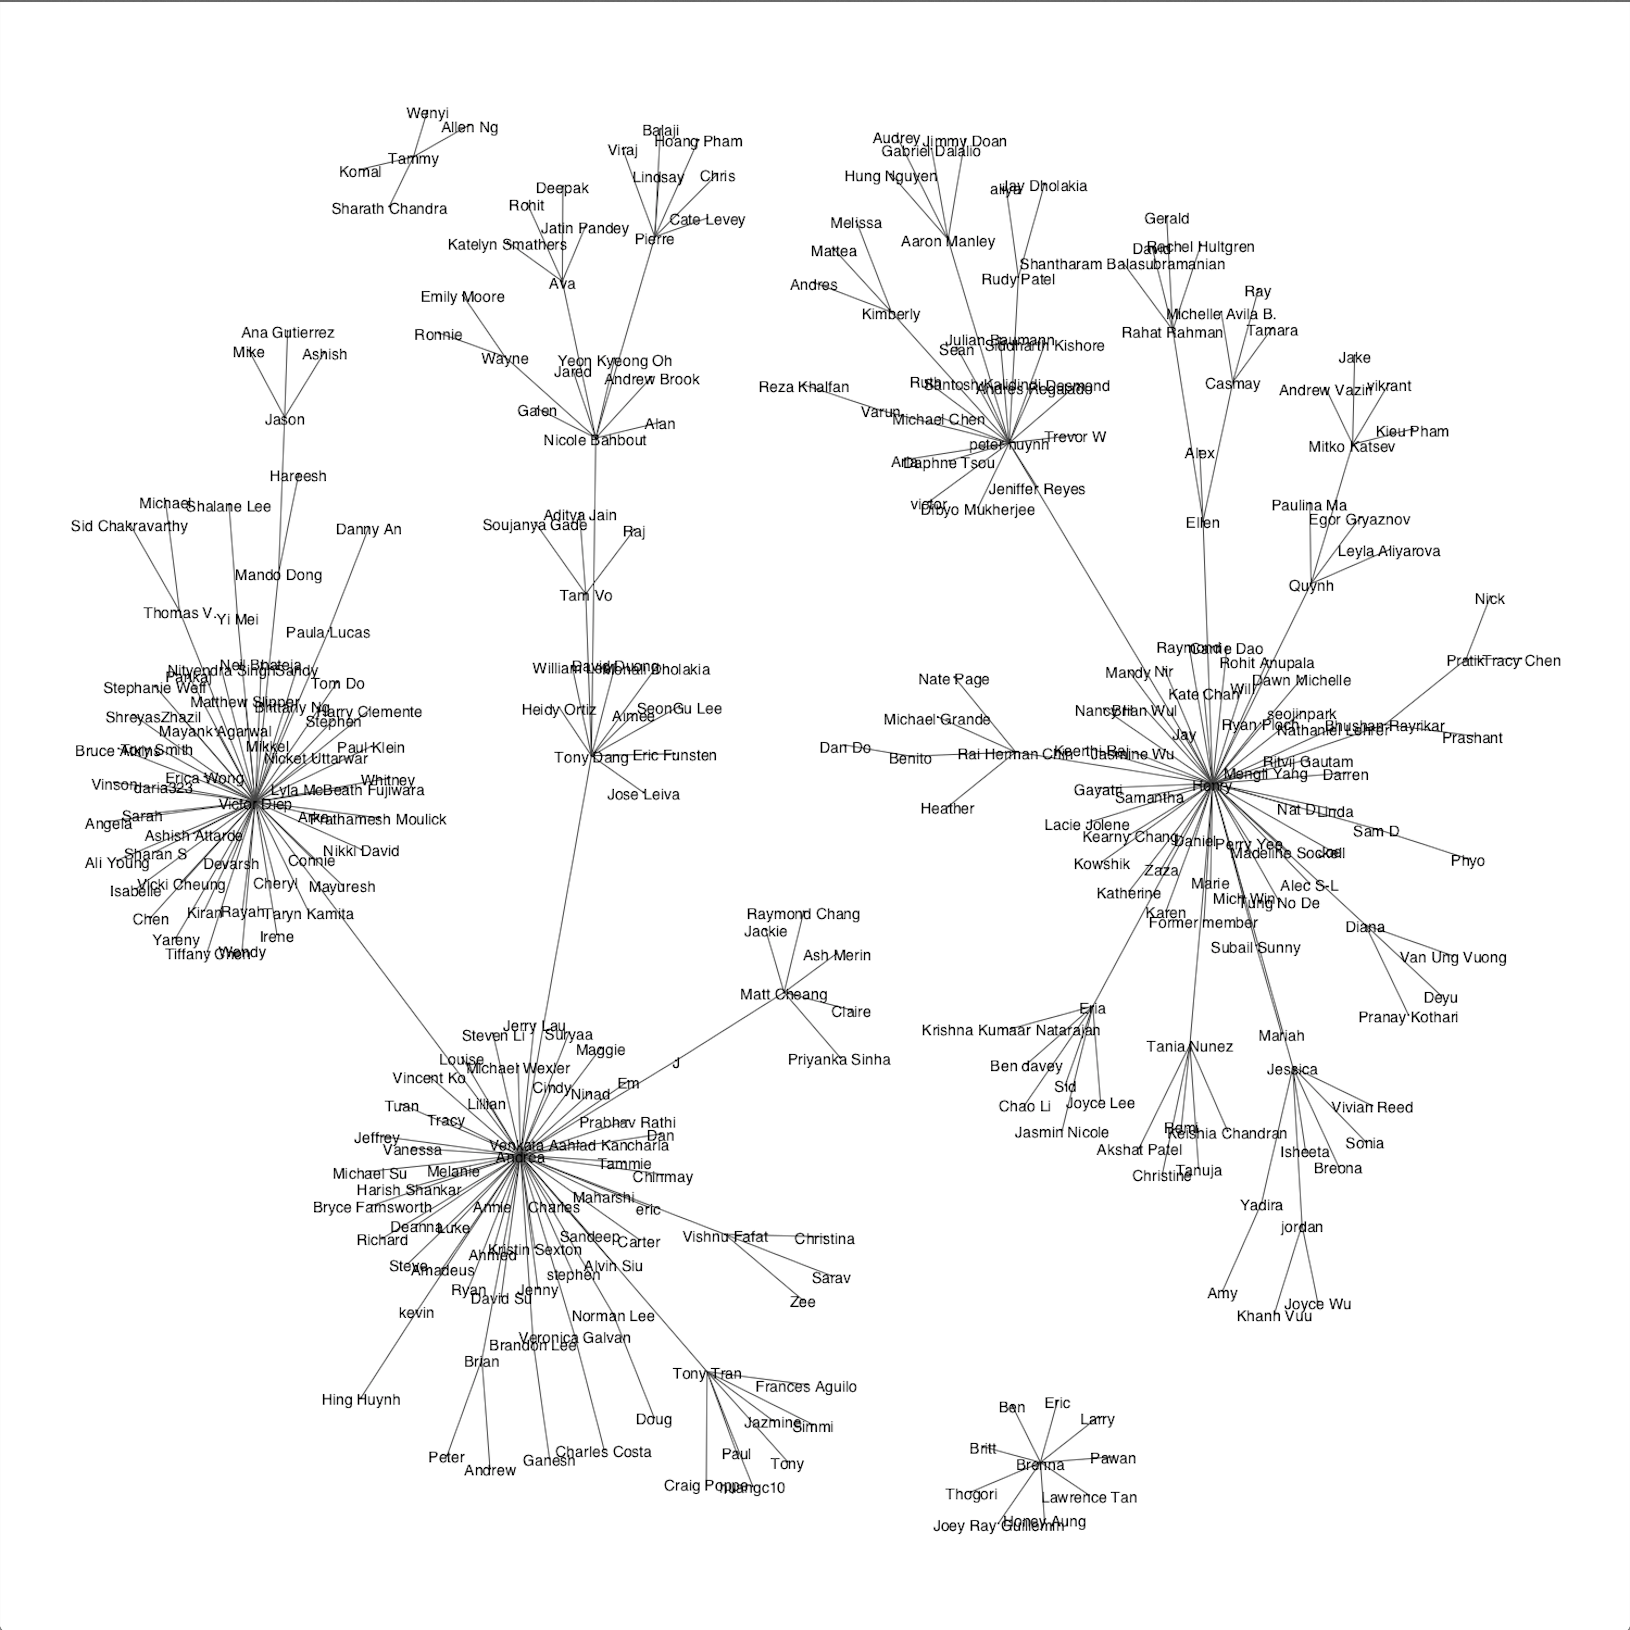 Wenyi
Allen Ng
Tammy
Komal
Sharath Chandra
Balaji
Hoang Pham
Viraj
Lindsay
Chris
Cate Levey
Pierre
Deepak
Rohit
Jatin Pandey
Katelyn Smathers
Ava
Emily Moore
Ronnie
Wayne
Yeon Kyeong Oh
Jared
Andrew Brook
Galen
Alan
Nicole Bahbout
Audrey
Jimmy Doan
Gabriel Dalalio
Hung Nguyen
aliya
Jay Dholakia
Melissa
Aaron Manley
Mattea
Rudy Patel
Andres
Kimberly
Julian Baumann
Siddharth Kishore
Sean
Reza Khalfan
Ruth
Santosh Kalidindi
Desmond
Andres Regalado
Varun
Michael Chen
peter huynh
Trevor W
Daphne Tsou
Jeniffer Reyes
victor
Dibyo Mukherjee
Gerald
David
Rachel Hultgren
Shantharam Balasubramanian
Ray
Michelle Avila B.
Rahat Rahman
Tamara
Casmay
Alex
Ellen
Jake
Andrew Vaziri
vikrant
Kieu Pham
Mitko Katsev
Paulina Ma
Egor Gryaznov
Leyla Aliyarova
Quynh
Ana Gutierrez
Mike
Ashish
Jason
Hareesh
Michael
Shalane Lee
Sid Chakravarthy
Danny An
Mando Dong
Thomas V.
Yi Mei
Paula Lucas
Soujanya Gade
Aditya Jain
Raj
Tam Vo
Neil Bhateja
Nityendra Singh
Sandy
Pankaj
Stephanie Weff
Tom Do
Matthew Slipper
Brittany Ng
Harry Clemente
Shreyas
Zhazil
Stephen
Mayank Agarwal
Bruce Adams
Tony Smith
Mikkel
Paul Klein
Nicket Uttarwar
Erica Wong
Whitney
Vinson
daria323
Lyla McBeath Fujiwara
Victor Diep
Sarah
Angela
Prathamesh Moulick
Ashish Attarde
Sharan S
Nikki David
Ali Young
Devarsh
Connie
Vicki Cheung
Isabelle
Cheryl
Mayuresh
Chen
Kiran
Rayah
Taryn Kamita
Yareny
Irene
Tiffany Chen
Wendy
David Duong
Monali Dholakia
Heidy Ortiz
Aimee
SeonGu Lee
Tony Dang
Eric Funsten
Jose Leiva
Nick
Pratik
Tracy Chen
Raymond
Carrie Dao
Rohit Anupala
Mandy Nir
Dawn Michelle
Kate Chan
Will
Nate Page
Michael Grande
Nancy
Brian Wul
seojinpark
Ryan Ploch
Nathaniel Lehrer
Bhushan Rayrikar
Prashant
Jay
Dan Do
Benito
Rai Herman Chin
Keerthi Raj
Jasmine Wu
Ritvij Gautam
Mengli Yang
Darren
Henry
Heather
Gayatri
Samantha
Nat D
Linda
Lacie Jolene
Kearny Chang
Daniel
Perry Yee
Sam D
Madeline Sockell
Joe
Kowshik
Zaza
Phyo
Katherine
Marie
Alec S-L
Mich Win
Tung No De
Karen
Former member
Diana
Subail Sunny
Van Ung Vuong
Deyu
Pranay Kothari
Raymond Chang
Jackie
Ash Merin
Matt Cheang
Claire
Priyanka Sinha
J
Eria
Krishna Kumaar Natarajan
Ben davey
Sid
Chao Li
Joyce Lee
Jasmin Nicole
Tania Nunez
Remi
Keishia Chandran
Akshat Patel
Christine
Tanuja
Mariah
Jessica
Vivian Reed
Sonia
Isheeta
Breona
Yadira
jordan
Amy
Joyce Wu
Khanh Vuu
Jerry Lau
Steven Li
Suryaa
Maggie
Louise
Michael Wexler
Vincent Ko
Em
Cindy
Ninad
Tuan
Lillian
Tracy
Prabhav Rathi
Jeffrey
Dan
Vanessa
Venkata Aahlad Kancharla
Andrea
Tammie
Michael Su
Melanie
Chinmay
Harish Shankar
Maharshi
Bryce Farnsworth
Annie
Charles
eric
Deanna
Luke
Richard
Sandeep
Carter
Vishnu Fafat
Christina
Kristin Sexton
Ahmed
Steve
Amadeus
Alvin Siu
stephen
Sarav
Ryan
Jenny
David Su
Zee
kevin
Norman Lee
Veronica Galvan
Brandon Lee
Brian
Tony Tran
Frances Aguilo
Hing Huynh
Doug
Jazmine
Simmi
Peter
Andrew
Ganesh
Charles Costa
Paul
Tony
Craig Poppe
huangc10
Ben
Eric
Larry
Britt
Brenna
Pawan
Thogori
Lawrence Tan
Joey Ray Guillemin
Honey Aung